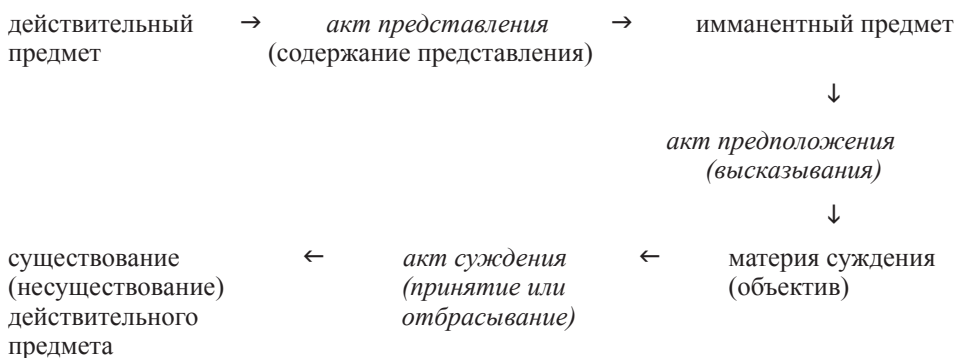 действительный → акт представления → имманентный предмет
предмет (содержание представления)
↓
акт предположения
(высказывания)
↓
существование ← акт суждения ← материя суждения
(несуществование) (принятие или (объектив)
действительного отбрасывание)
предмета